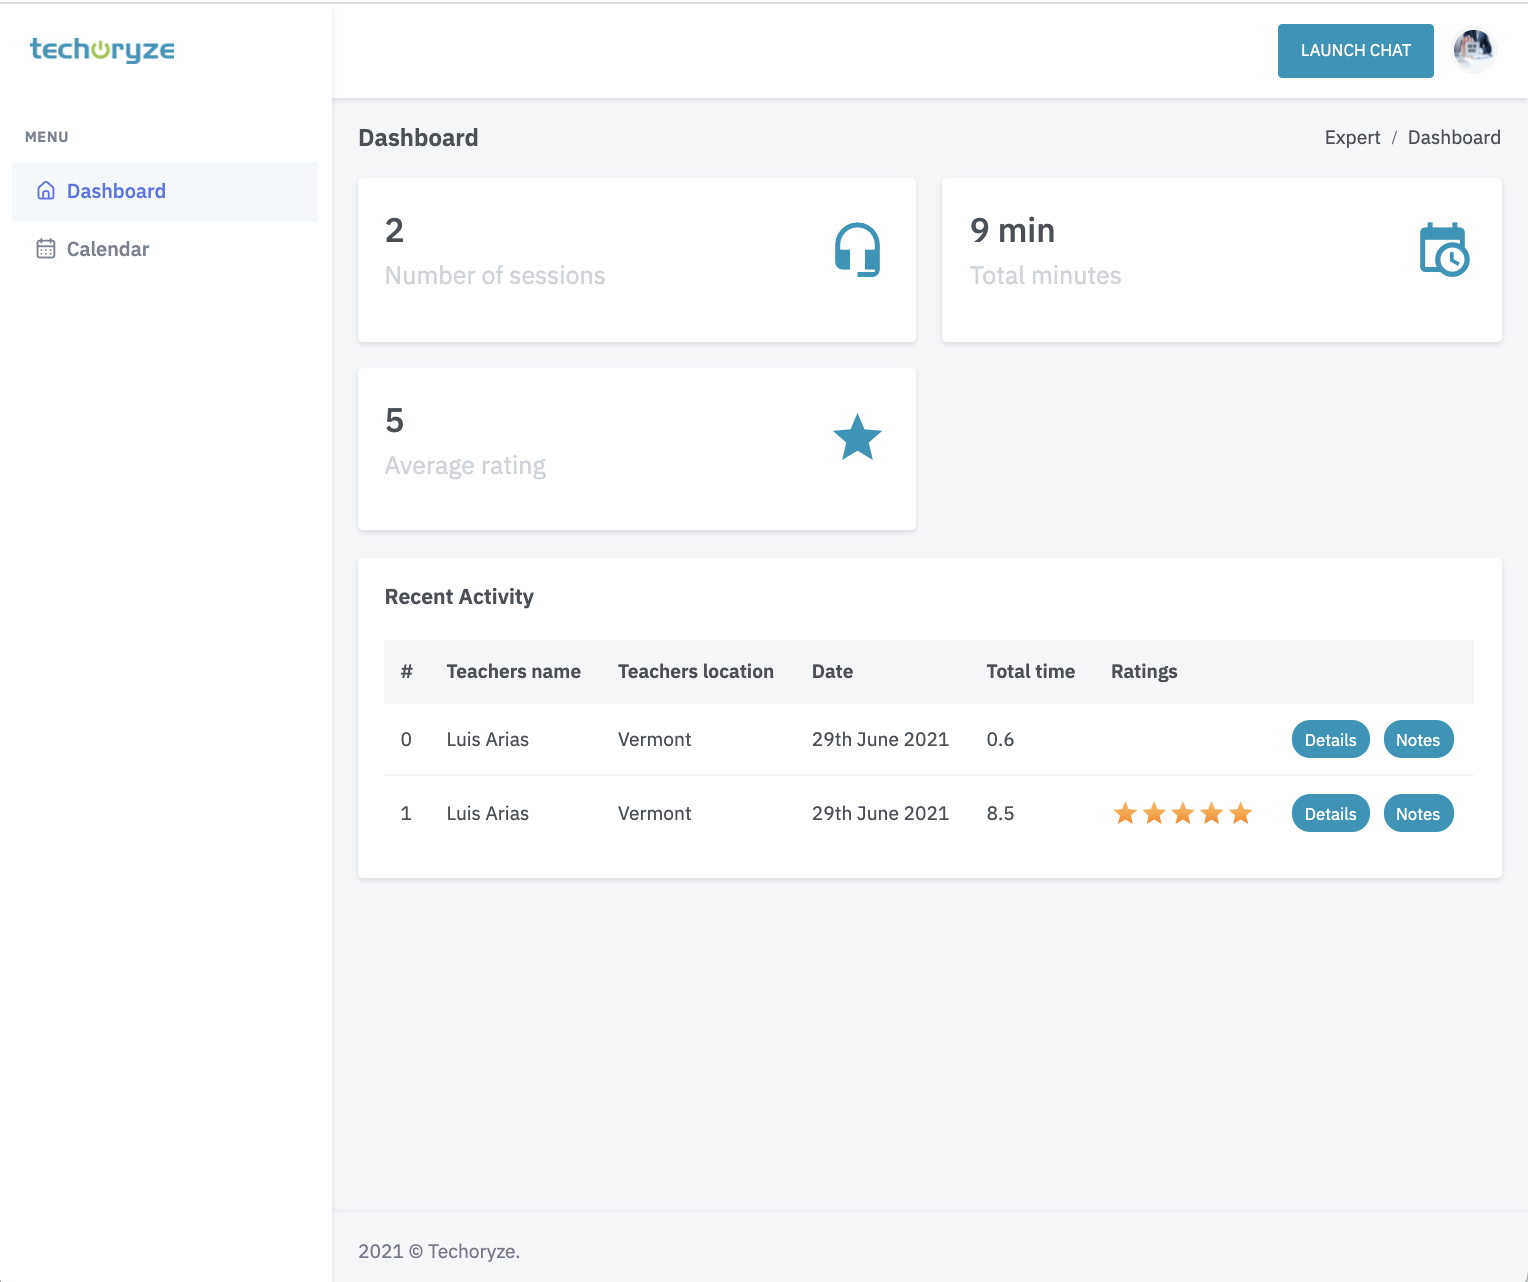 techoryze
LAUNCH CHAT
MENU
Dashboard
Calendar
Dashboard
Expert / Dashboard
2
Number of sessions
9 min
Total minutes
5
Average rating
Recent Activity
# Teachers name Teachers location Date Total time Ratings
0 Luis Arias Vermont 29th June 2021 0.6 Details Notes
1 Luis Arias Vermont 29th June 2021 8.5 Details Notes
2021 © Techoryze.